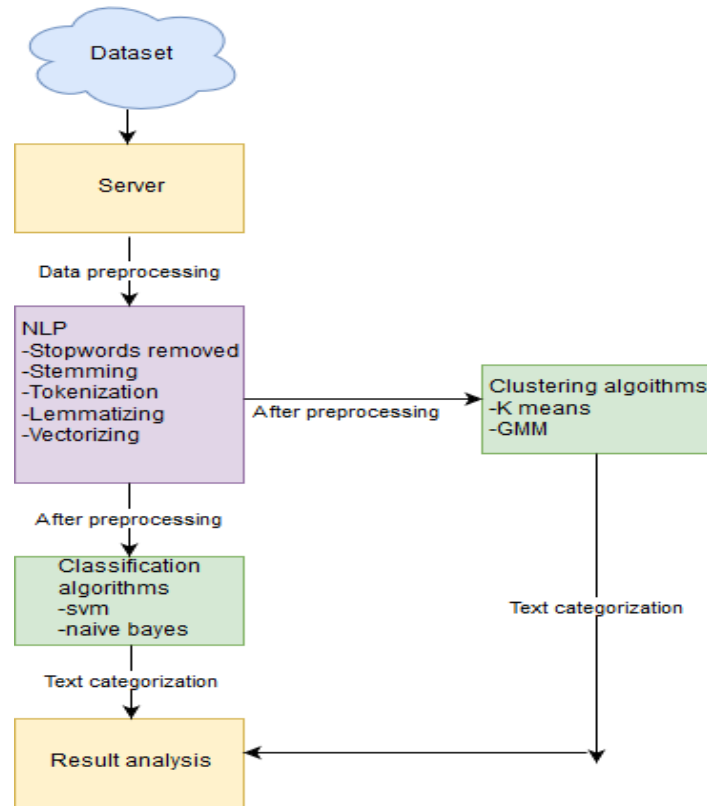 Dataset
Server
Data preprocessing
NLP
-Stopwords removed
-Stemming
-Tokenization
-Lemmatizing
-Vectorizing
After preprocessing
Clustering algoithms
-K means
-GMM
After preprocessing
Classification
algorithms
-svm
-naive bayes
Text categorization
Text categorization
Result analysis